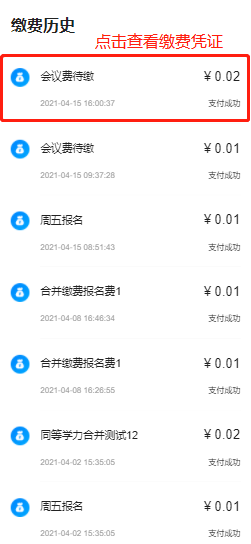 缴费历史
点击查看缴费凭证
会议费待缴 ¥ 0.02
2021-04-15 16:00:37 支付成功
会议费待缴 ¥ 0.01
2021-04-15 09:37:28 支付成功
周五报名 ¥ 0.01
2021-04-15 08:51:43 支付成功
合并缴费报名费1 ¥ 0.01
2021-04-08 16:46:34 支付成功
合并缴费报名费1 ¥ 0.01
2021-04-08 16:26:55 支付成功
同等学力合并测试12 ¥ 0.02
2021-04-02 15:35:05 支付成功
周五报名 ¥ 0.01
2021-04-02 15:35:05 支付成功